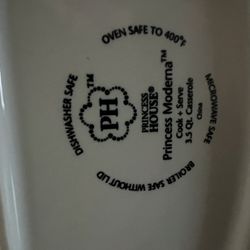 OVEN SAFE TO 400°F
DISHWASHER SAFE
MICROWAVE SAFE
BROILER SAFE WITHOUT LID
PH™
PRINCESS
HOUSE®
Princess Moderna™
Cook + Serve
3.5 Qt. Casserole
China